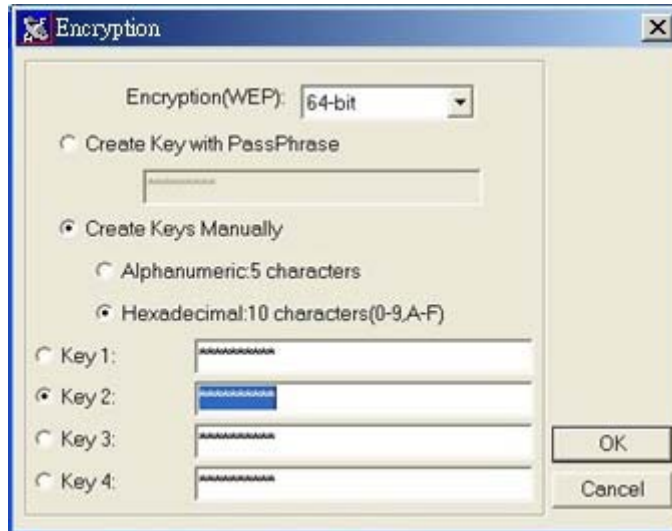 Encryption
Encryption(WEP): 64-bit
Create Key with PassPhrase
*********
Create Keys Manually
Alphanumeric:5 characters
Hexadecimal:10 characters(0-9,A-F)
Key 1: **********
Key 2: **********
Key 3: **********
Key 4: **********
OK
Cancel